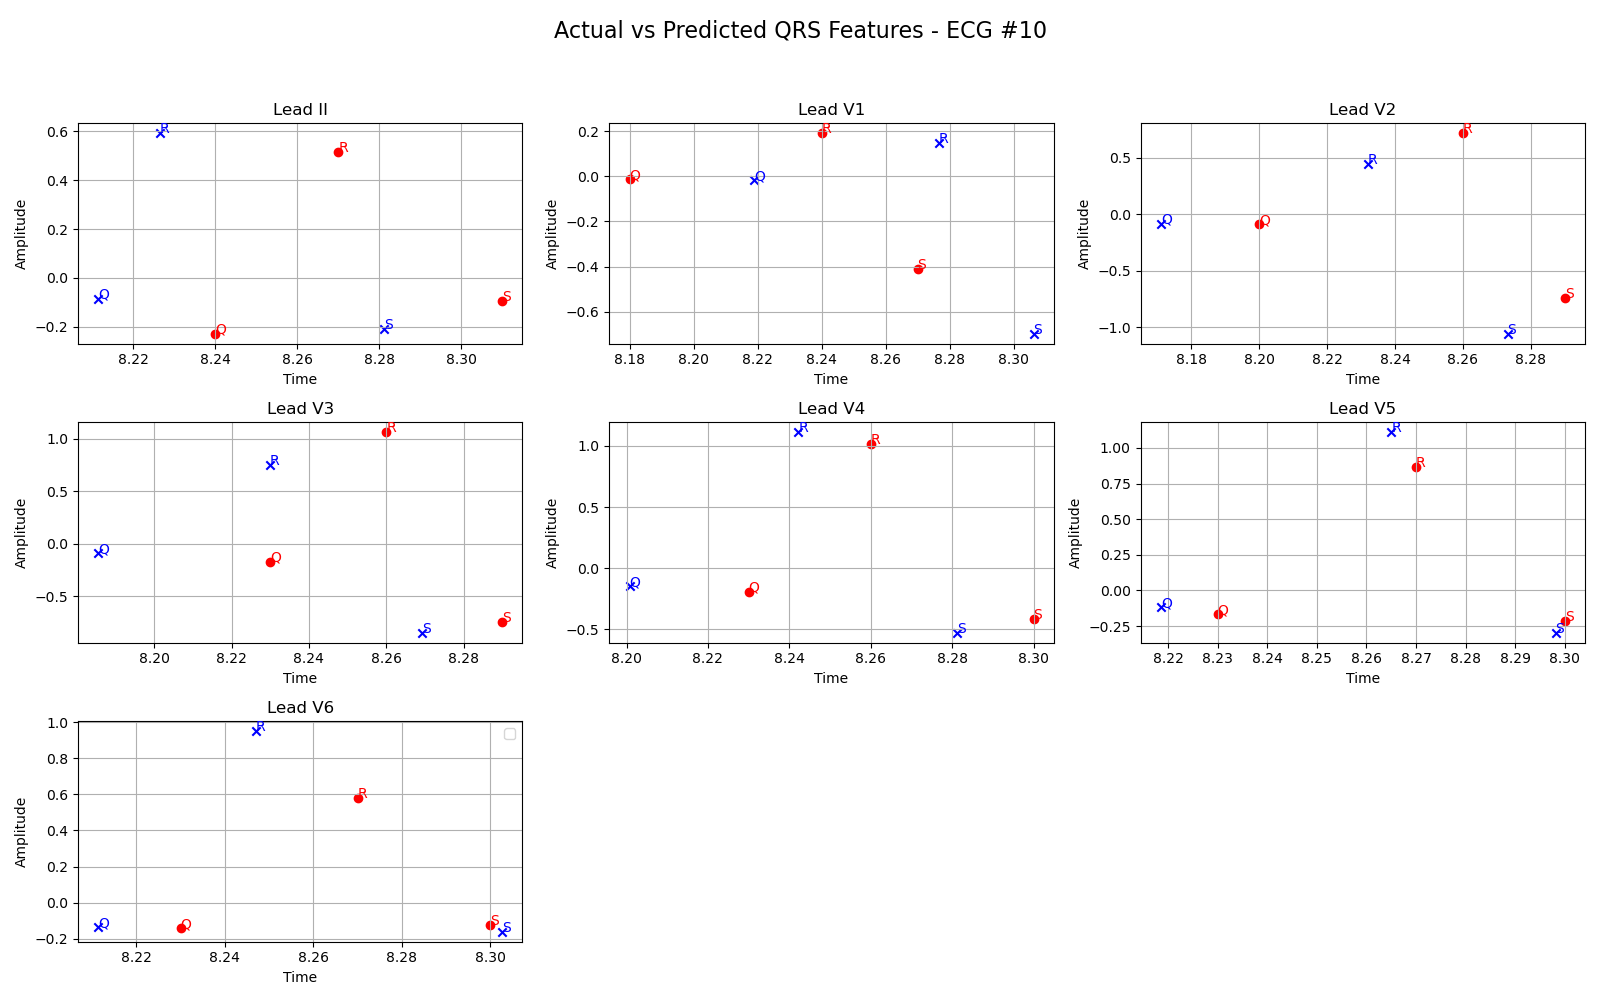 Actual vs Predicted QRS Features - ECG #10
Lead II
Amplitude
0.6
0.4
0.2
0.0
−0.2
R
R
Q
S
Q
S
8.22 8.24 8.26 8.28 8.30
Time
Lead V1
Amplitude
0.2
0.0
−0.2
−0.4
−0.6
R
R
Q
Q
S
S
8.18 8.20 8.22 8.24 8.26 8.28 8.30
Time
Lead V2
Amplitude
0.5
0.0
−0.5
−1.0
R
R
Q
Q
S
S
8.18 8.20 8.22 8.24 8.26 8.28
Time
Lead V3
Amplitude
1.0
0.5
0.0
−0.5
R
R
Q
Q
S
S
8.20 8.22 8.24 8.26 8.28
Time
Lead V4
Amplitude
1.0
0.5
0.0
−0.5
R
R
Q
Q
S
S
8.20 8.22 8.24 8.26 8.28 8.30
Time
Lead V5
Amplitude
1.00
0.75
0.50
0.25
0.00
−0.25
R
R
Q
Q
S
S
8.22 8.23 8.24 8.25 8.26 8.27 8.28 8.29 8.30
Time
Lead V6
Amplitude
1.0
0.8
0.6
0.4
0.2
0.0
−0.2
R
R
Q
Q
S
S
8.22 8.24 8.26 8.28 8.30
Time